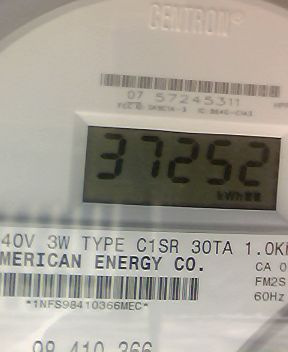 CENTRON
07 57245311
37252
kWh
40V 3W TYPE C1SR 30TA 1.0K
MERICAN ENERGY CO.
CA 0
FM2S
*1NFS98410366MEC*
60Hz
98 410 366